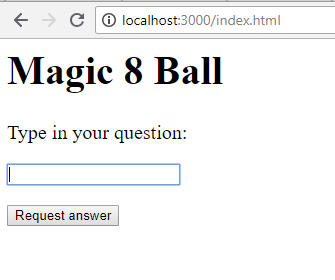 localhost:3000/index.html
Magic 8 Ball
Type in your question:
Request answer